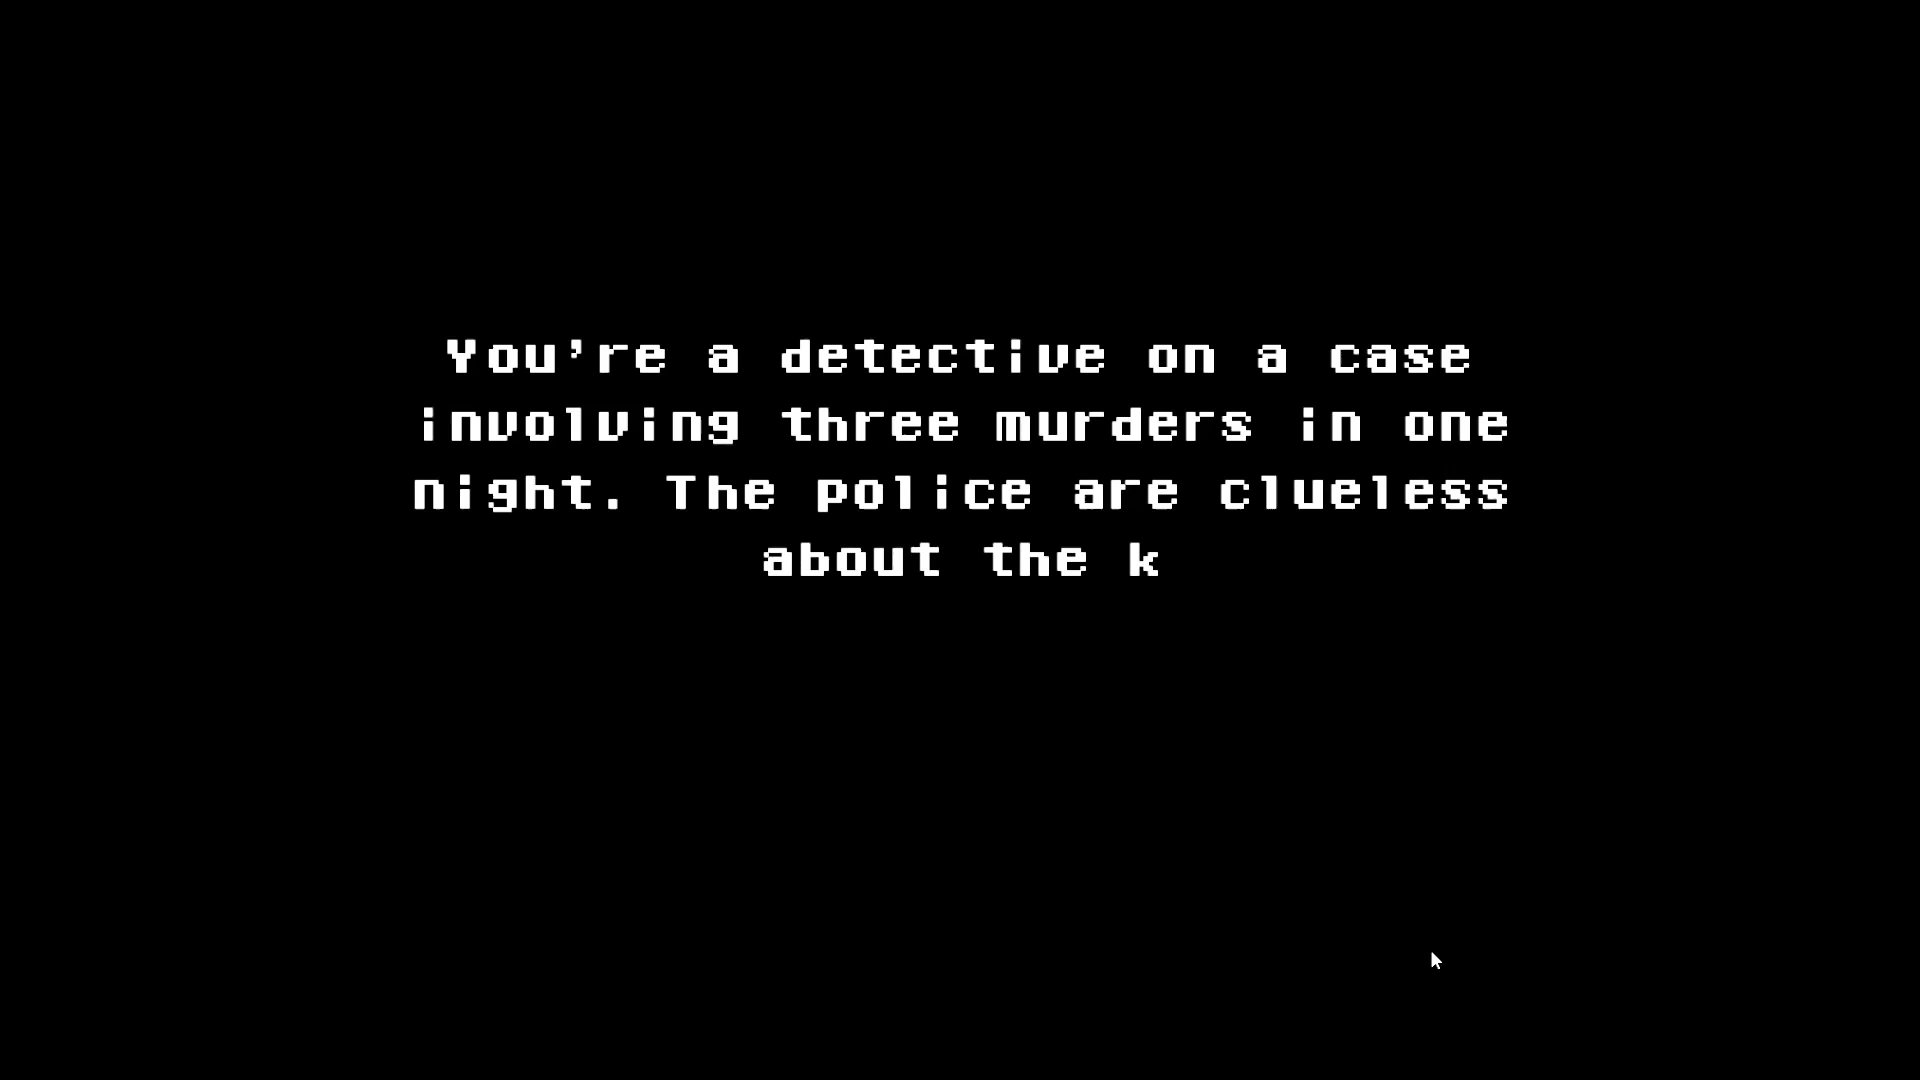 You're a detective on a case
involving three murders in one
night. The police are clueless
about the k